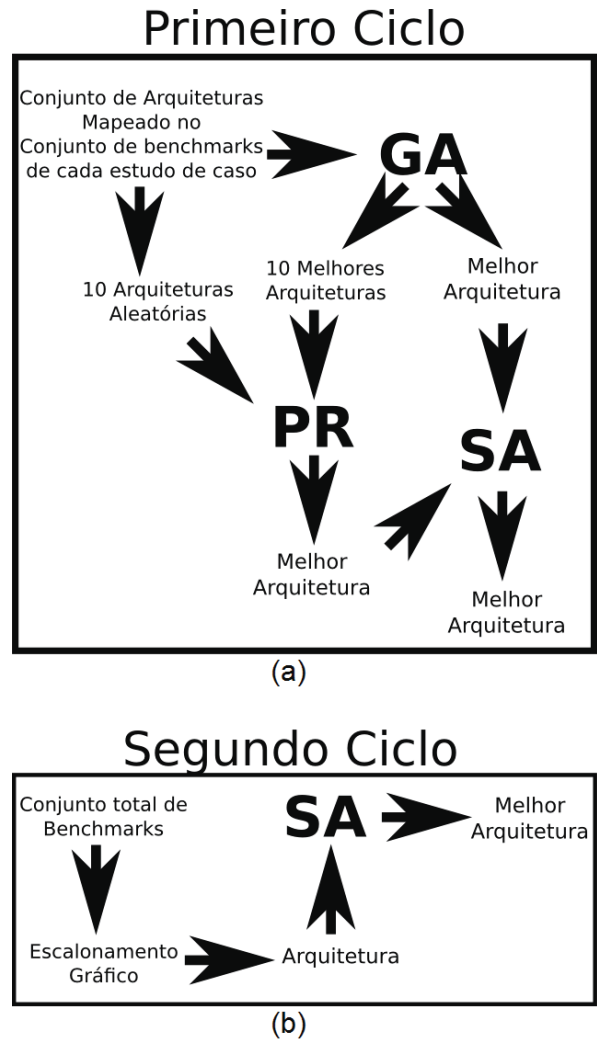 Primeiro Ciclo
Conjunto de Arquiteturas
Mapeado no
Conjunto de benchmarks
de cada estudo de caso
GA
10 Arquiteturas
Aleatórias
10 Melhores
Arquiteturas
Melhor
Arquitetura
PR
SA
Melhor
Arquitetura
Melhor
Arquitetura
(a)
Segundo Ciclo
Conjunto total de
Benchmarks
SA
Melhor
Arquitetura
Escalonamento
Gráfico
Arquitetura
(b)